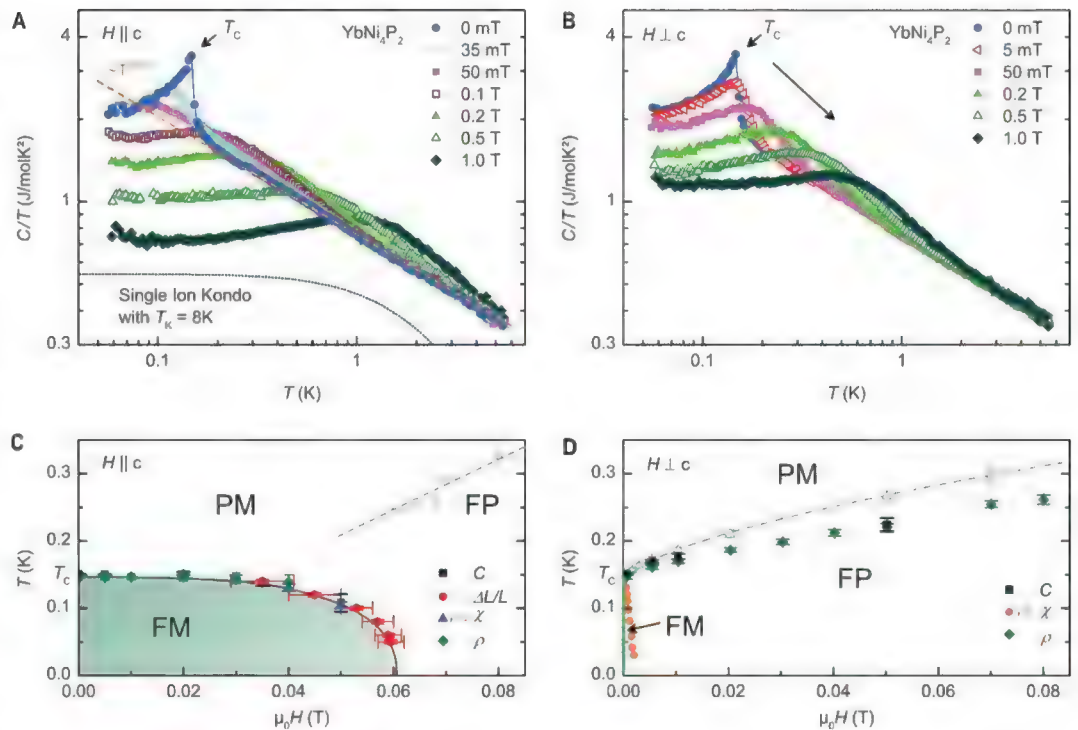 A
H || c
T_C
YbNi₄P₂
0 mT
35 mT
50 mT
0.1 T
0.2 T
0.5 T
1.0 T
4
1
0.3
C/T (J/molK²)
Single Ion Kondo
with T_K = 8K
0.1
1
T (K)
B
H ⊥ c
T_C
YbNi₄P₂
0 mT
5 mT
50 mT
0.2 T
0.5 T
1.0 T
4
1
0.3
C/T (J/molK²)
0.1
1
T (K)
C
H || c
PM
FP
FM
C
ΔL/L
χ
ρ
0.3
0.2
T_C
0.1
0.0
T (K)
0.00
0.02
0.04
0.06
0.08
μ₀H (T)
D
H ⊥ c
PM
FP
FM
C
χ
ρ
0.3
0.2
T_C
0.1
0.0
T (K)
0.00
0.02
0.04
0.06
0.08
μ₀H (T)